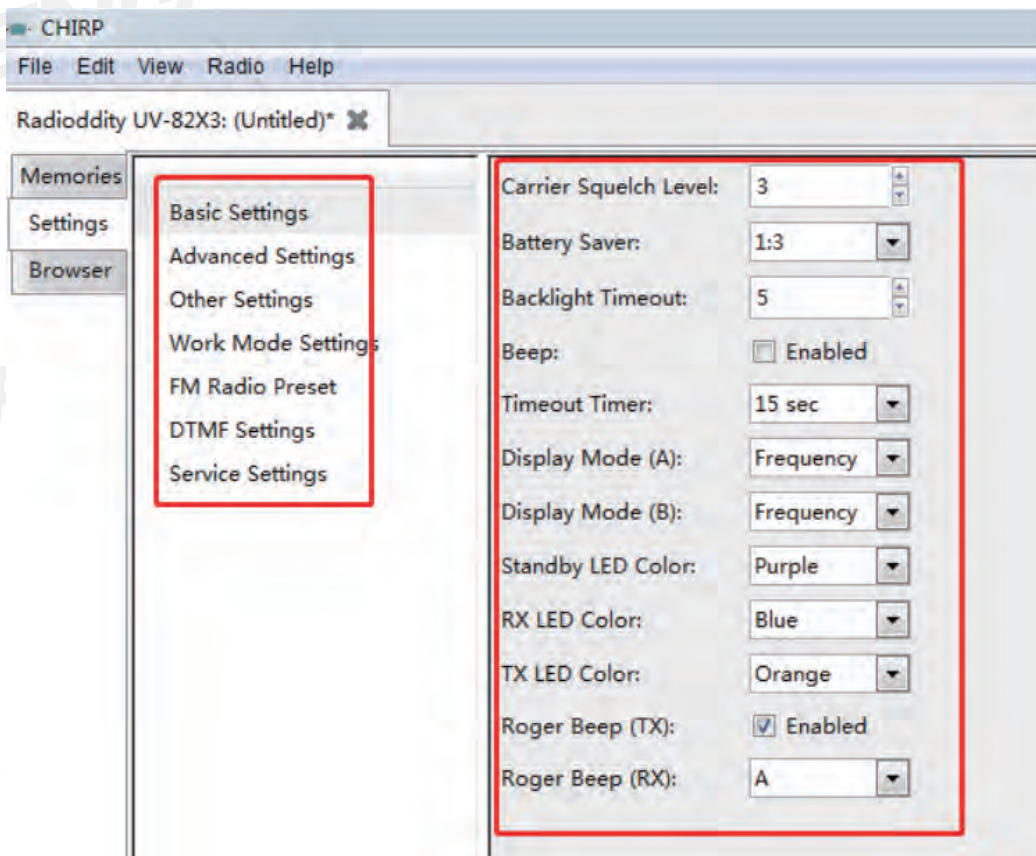 CHIRP
File Edit View Radio Help
Radioddity UV-82X3: (Untitled)*
Memories
Settings
Browser
Basic Settings
Advanced Settings
Other Settings
Work Mode Settings
FM Radio Preset
DTMF Settings
Service Settings
Carrier Squelch Level: 3
Battery Saver: 1:3
Backlight Timeout: 5
Beep: Enabled
Timeout Timer: 15 sec
Display Mode (A): Frequency
Display Mode (B): Frequency
Standby LED Color: Purple
RX LED Color: Blue
TX LED Color: Orange
Roger Beep (TX): Enabled
Roger Beep (RX): A